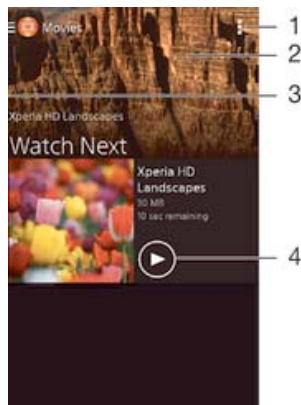 Movies
1
2
3
Xperia HD Landscapes
Watch Next
Xperia HD
Landscapes
30 MB
10 sec remaining
4